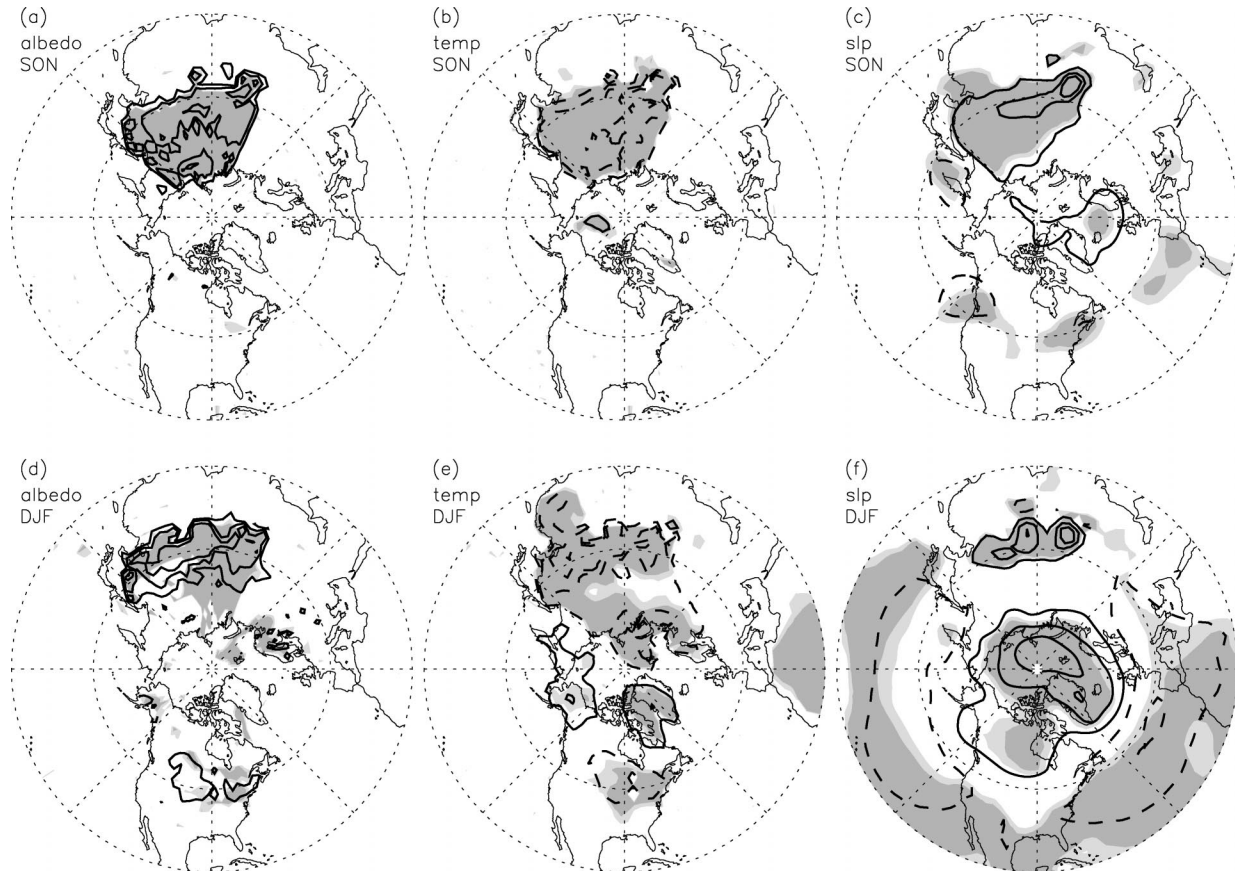 (a)
albedo
SON
(b)
temp
SON
(c)
slp
SON
(d)
albedo
DJF
(e)
temp
DJF
(f)
slp
DJF